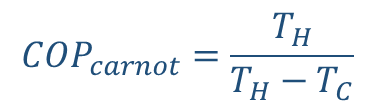 COP_carnot = T_H / (T_H − T_C)